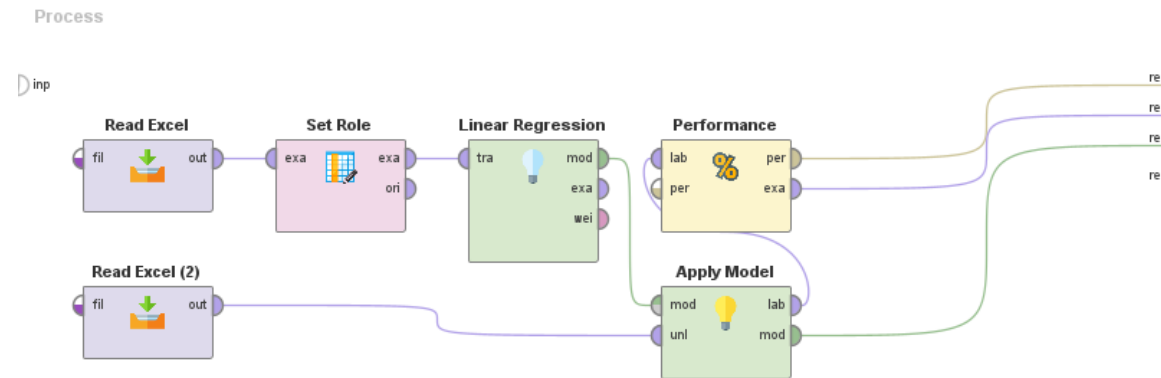 Process
inp
re
re
re
re
Read Excel
fil
out
Set Role
exa
exa
ori
Linear Regression
tra
mod
exa
wei
Performance
lab
per
per
exa
Read Excel (2)
fil
out
Apply Model
mod
lab
unl
mod